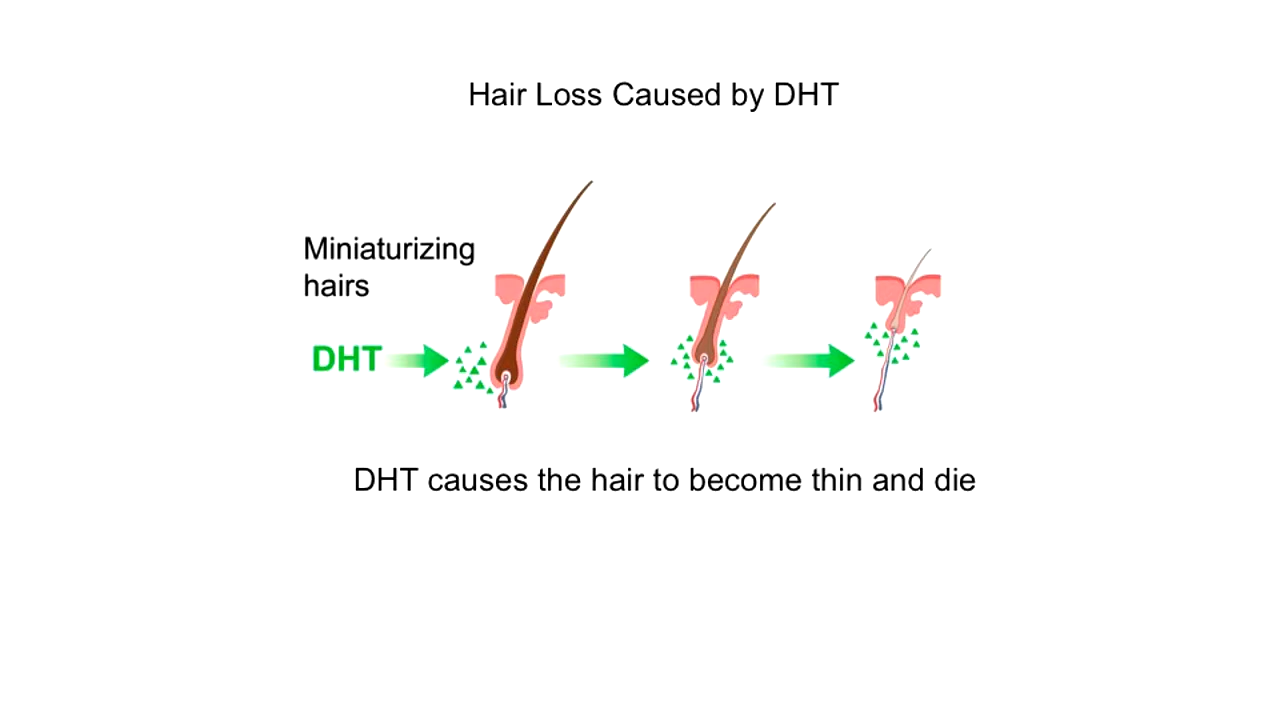 Hair Loss Caused by DHT
Miniaturizing
hairs
DHT
DHT causes the hair to become thin and die